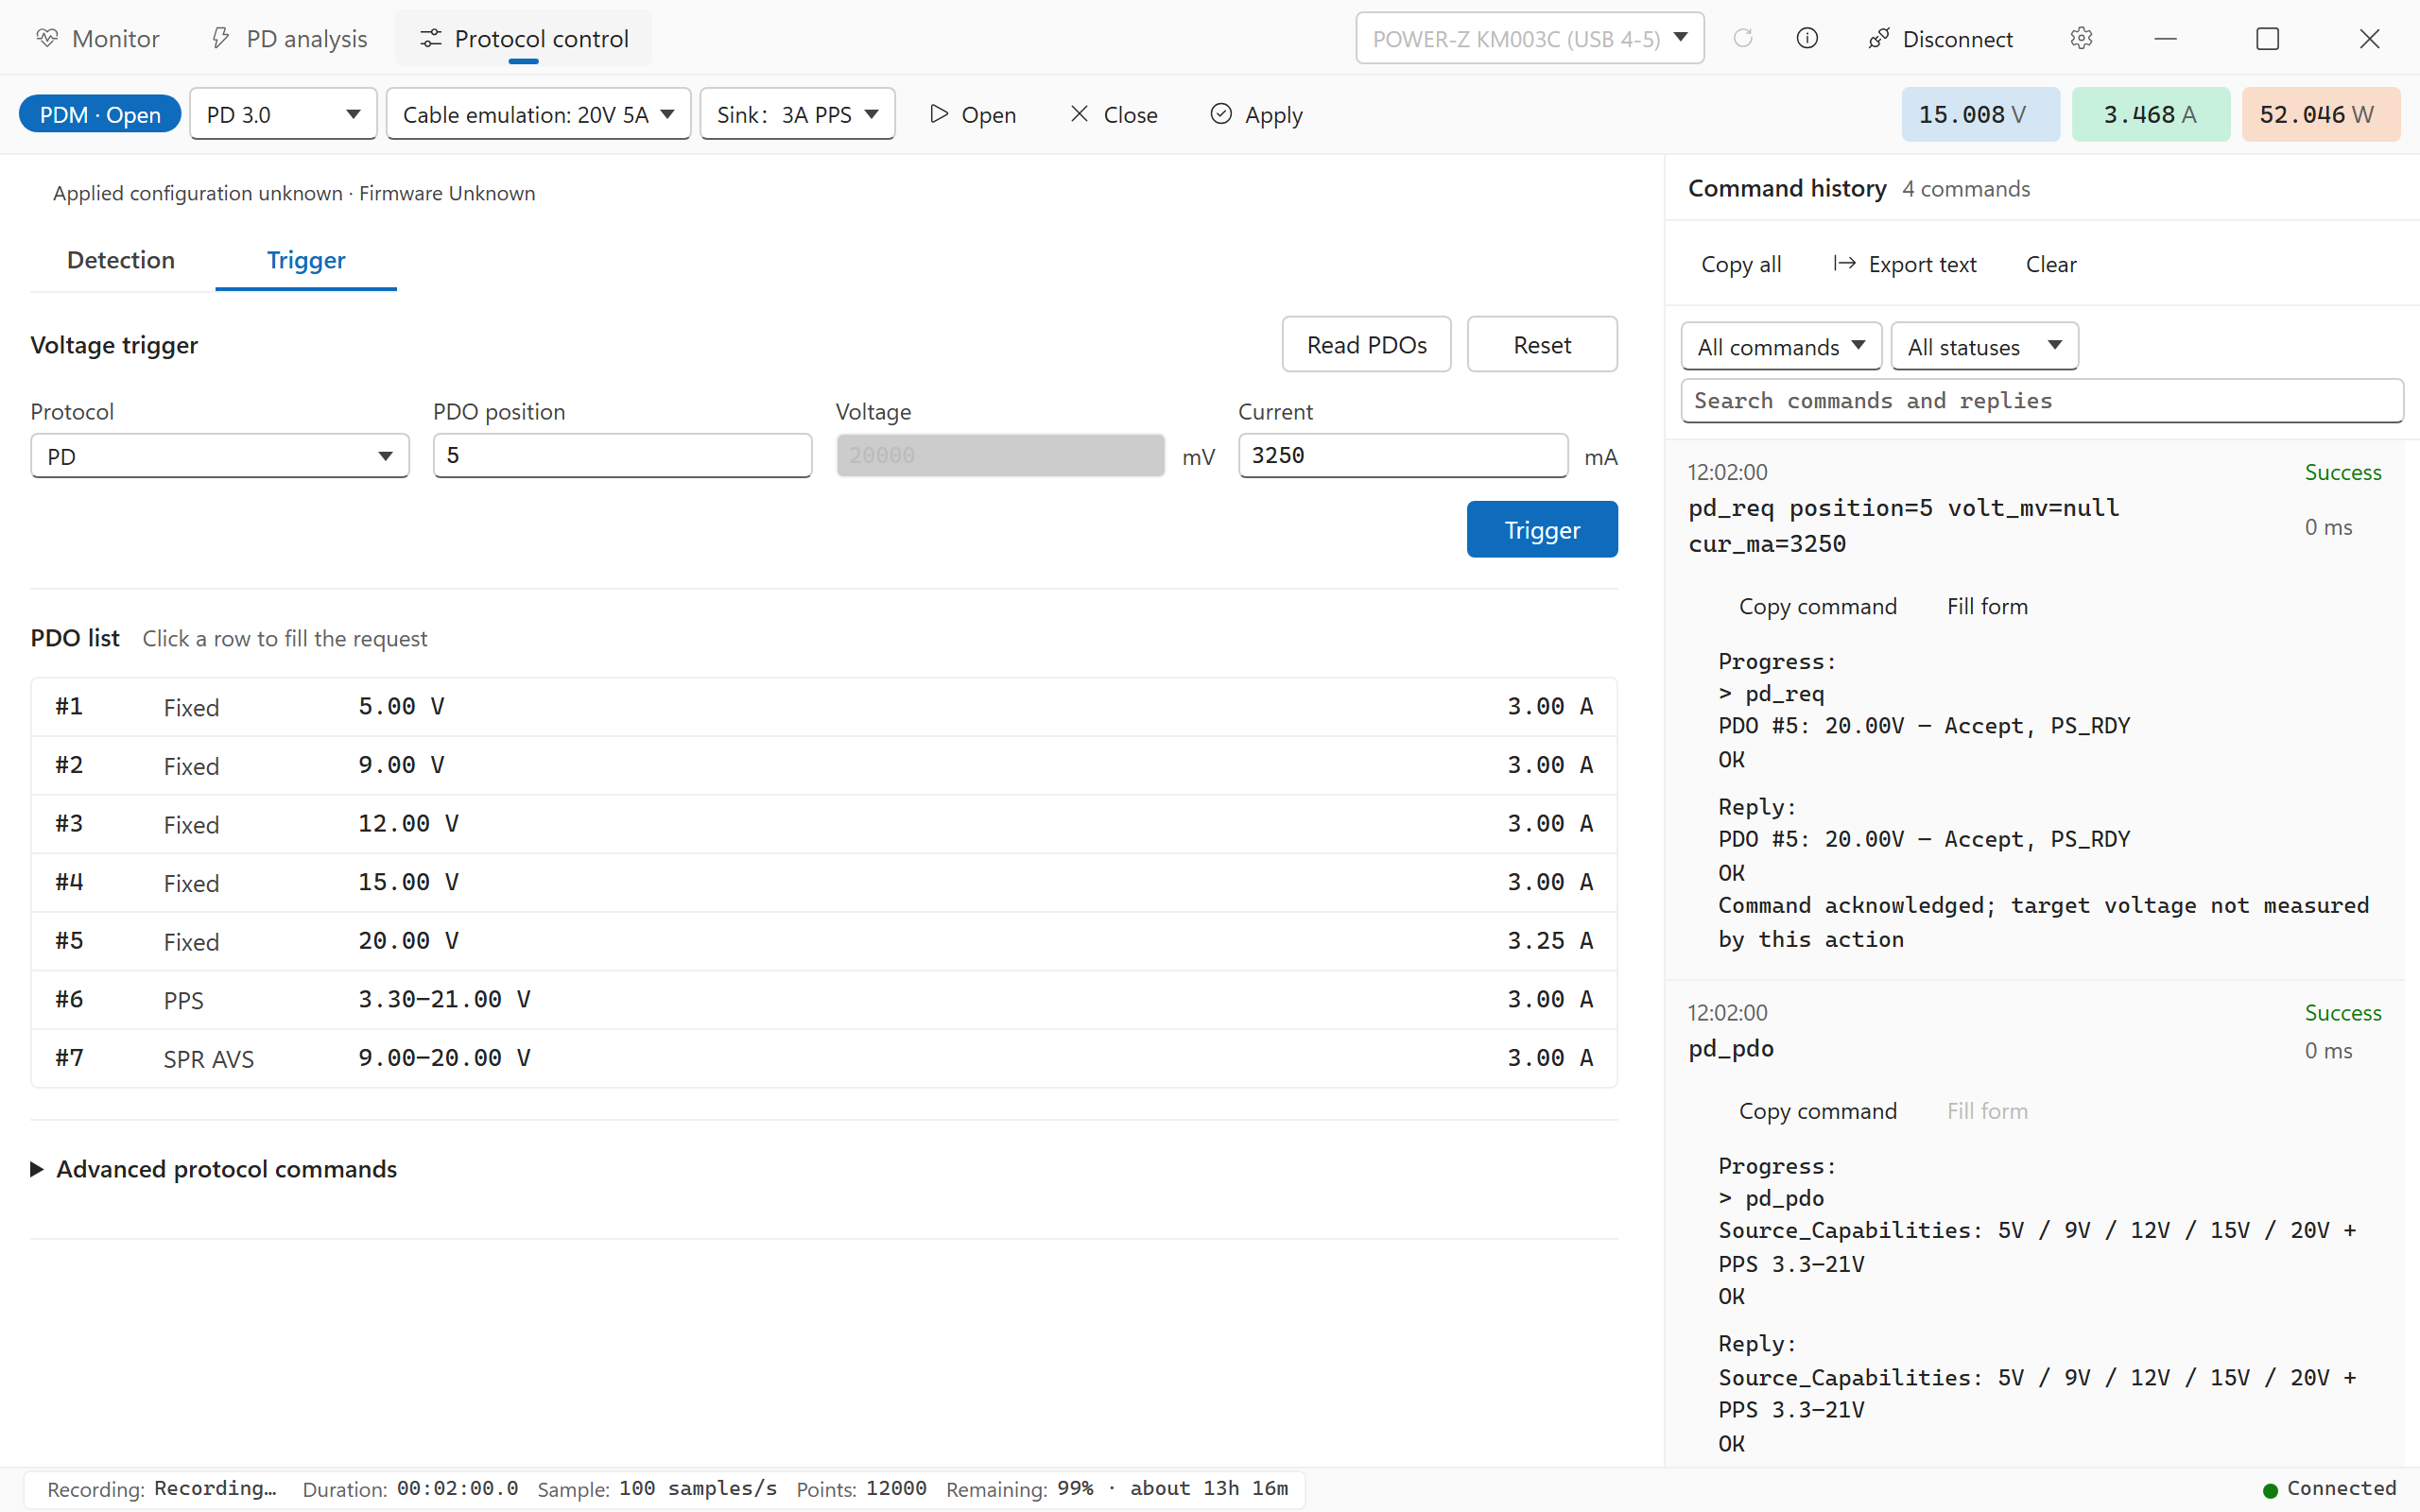 Monitor
PD analysis
Protocol control
POWER-Z KM003C (USB 4-5)
Disconnect
PDM · Open
PD 3.0
Cable emulation: 20V 5A
Sink: 3A PPS
Open
Close
Apply
15.008 V
3.468 A
52.046 W
Applied configuration unknown · Firmware Unknown
Detection
Trigger
Voltage trigger
Read PDOs
Reset
Protocol
PDO position
Voltage
Current
PD
5
20000
mV
3250
mA
Trigger
PDO list
Click a row to fill the request
#1 Fixed 5.00 V 3.00 A
#2 Fixed 9.00 V 3.00 A
#3 Fixed 12.00 V 3.00 A
#4 Fixed 15.00 V 3.00 A
#5 Fixed 20.00 V 3.25 A
#6 PPS 3.30–21.00 V 3.00 A
#7 SPR AVS 9.00–20.00 V 3.00 A
Advanced protocol commands
Command history 4 commands
Copy all
Export text
Clear
All commands
All statuses
Search commands and replies
12:02:00
Success
pd_req position=5 volt_mv=null
cur_ma=3250
0 ms
Copy command
Fill form
Progress:
> pd_req
PDO #5: 20.00V — Accept, PS_RDY
OK
Reply:
PDO #5: 20.00V — Accept, PS_RDY
OK
Command acknowledged; target voltage not measured
by this action
12:02:00
Success
pd_pdo
0 ms
Copy command
Fill form
Progress:
> pd_pdo
Source_Capabilities: 5V / 9V / 12V / 15V / 20V +
PPS 3.3–21V
OK
Reply:
Source_Capabilities: 5V / 9V / 12V / 15V / 20V +
PPS 3.3–21V
OK
Recording: Recording… Duration: 00:02:00.0 Sample: 100 samples/s Points: 12000 Remaining: 99% · about 13h 16m
Connected